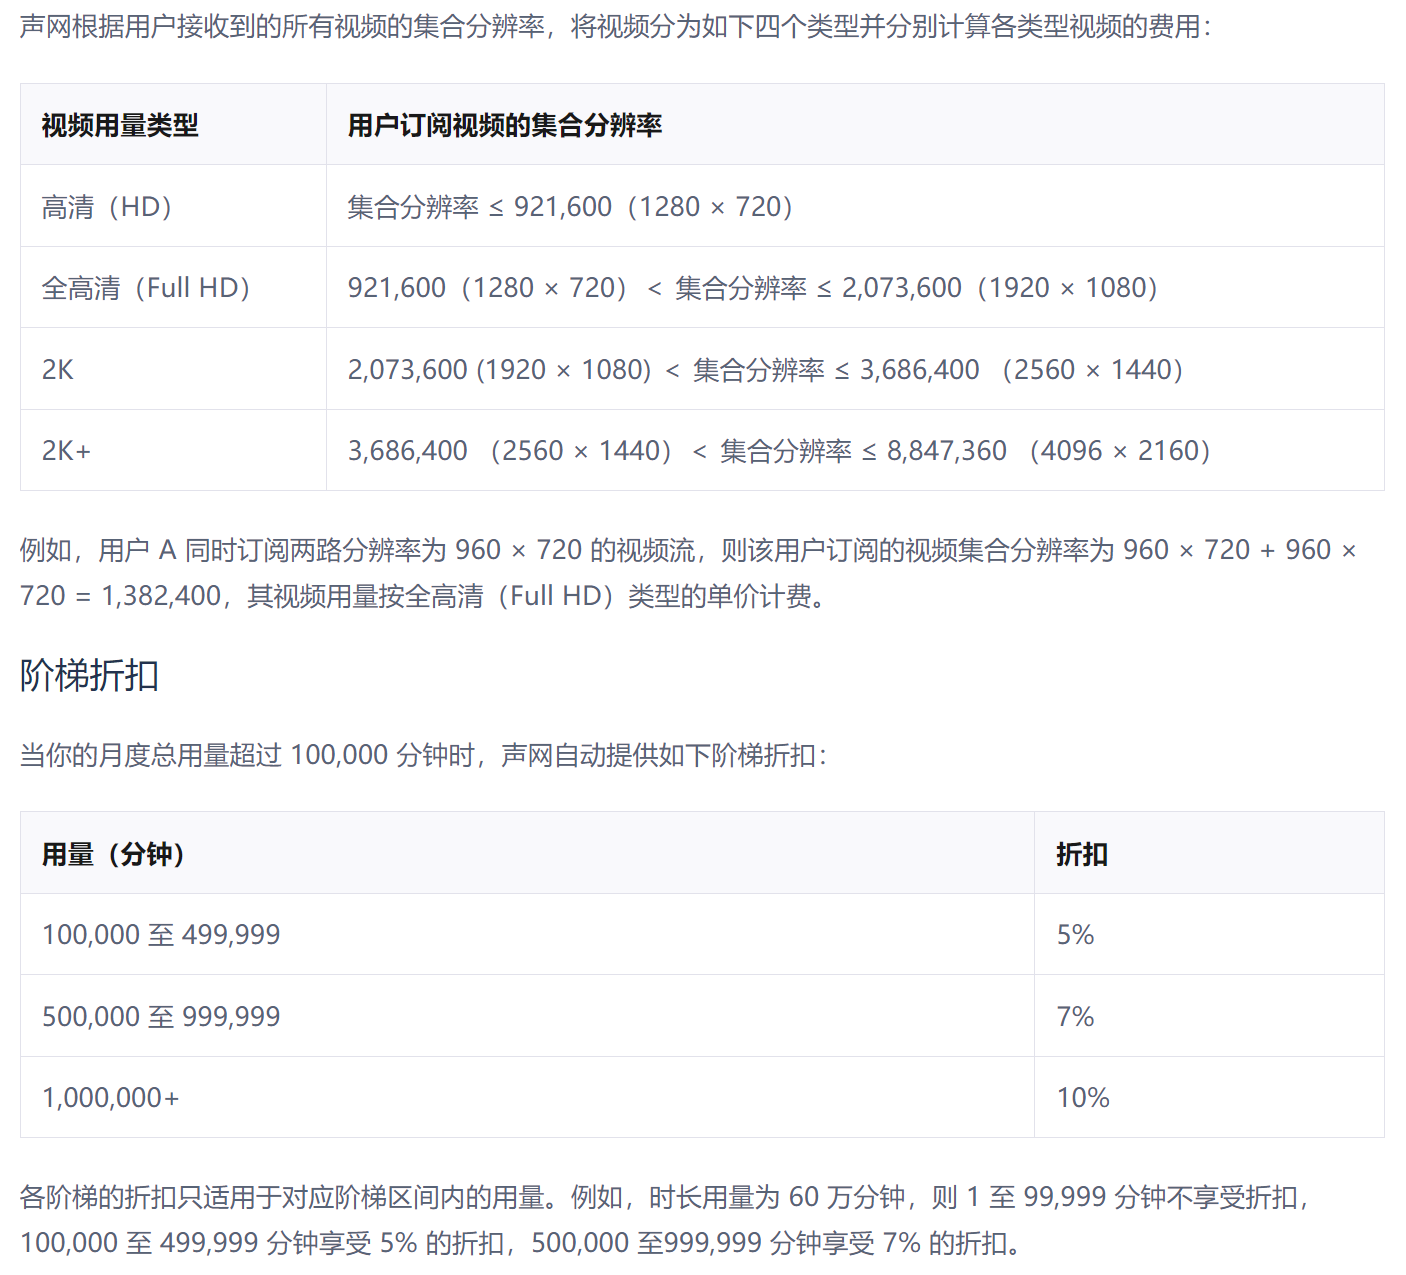 声网根据用户接收到的所有视频的集合分辨率，将视频分为如下四个类型并分别计算各类型视频的费用：
视频用量类型 用户订阅视频的集合分辨率
高清（HD） 集合分辨率 ≤ 921,600（1280 × 720）
全高清（Full HD） 921,600（1280 × 720）< 集合分辨率 ≤ 2,073,600（1920 × 1080）
2K 2,073,600 (1920 × 1080) < 集合分辨率 ≤ 3,686,400 （2560 × 1440）
2K+ 3,686,400 （2560 × 1440）< 集合分辨率 ≤ 8,847,360 （4096 × 2160）
例如，用户 A 同时订阅两路分辨率为 960 × 720 的视频流，则该用户订阅的视频集合分辨率为 960 × 720 + 960 ×
720 = 1,382,400，其视频用量按全高清（Full HD）类型的单价计费。
阶梯折扣
当你的月度总用量超过 100,000 分钟时，声网自动提供如下阶梯折扣：
用量（分钟） 折扣
100,000 至 499,999 5%
500,000 至 999,999 7%
1,000,000+ 10%
各阶梯的折扣只适用于对应阶梯区间内的用量。例如，时长用量为 60 万分钟，则 1 至 99,999 分钟不享受折扣，
100,000 至 499,999 分钟享受 5% 的折扣，500,000 至999,999 分钟享受 7% 的折扣。